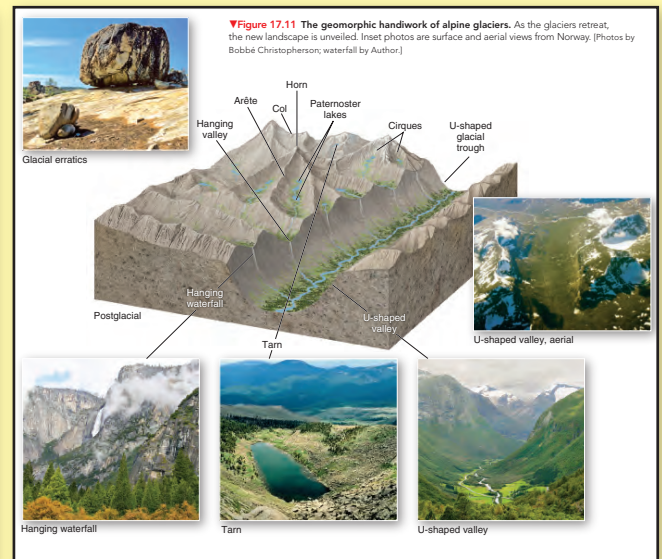 ▼Figure 17.11 The geomorphic handiwork of alpine glaciers. As the glaciers retreat,
the new landscape is unveiled. Inset photos are surface and aerial views from Norway. [Photos by
Bobbé Christopherson; waterfall by Author.]
Glacial erratics
Horn
Arête
Col
Paternoster
lakes
Hanging
valley
Cirques
U-shaped
glacial
trough
Hanging
waterfall
U-shaped
valley
Postglacial
Tarn
U-shaped valley, aerial
Hanging waterfall
Tarn
U-shaped valley